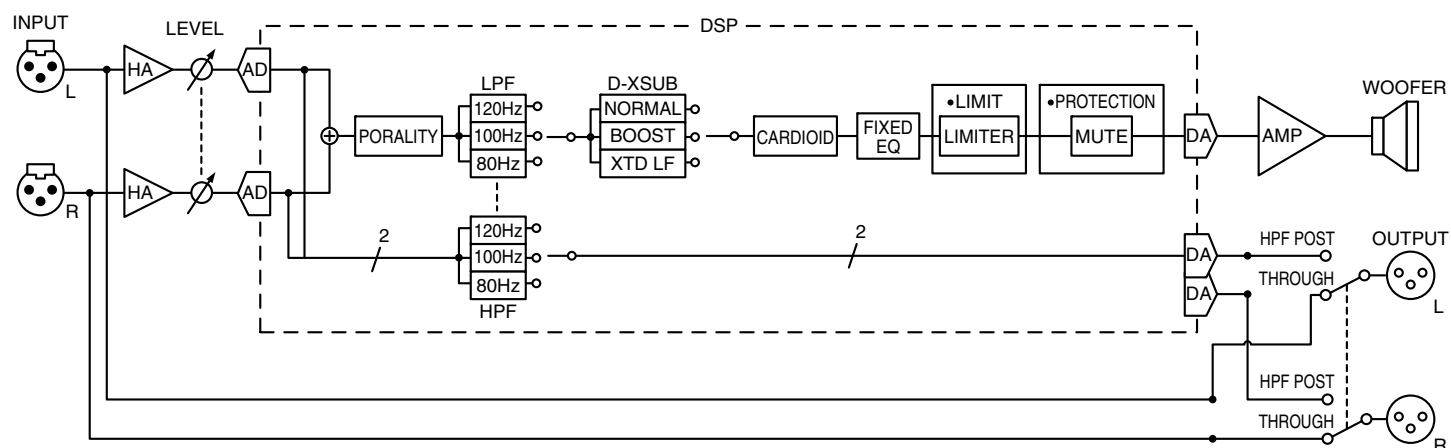 INPUT
L
HA
LEVEL
AD
DSP
PORALITY
LPF
120Hz
100Hz
80Hz
D-XSUB
NORMAL
BOOST
XTD LF
CARDIOID
FIXED
EQ
•LIMIT
LIMITER
•PROTECTION
MUTE
DA
AMP
WOOFER
R
HA
AD
2
120Hz
100Hz
80Hz
HPF
2
DA
DA
HPF POST
THROUGH
OUTPUT
L
HPF POST
THROUGH
R